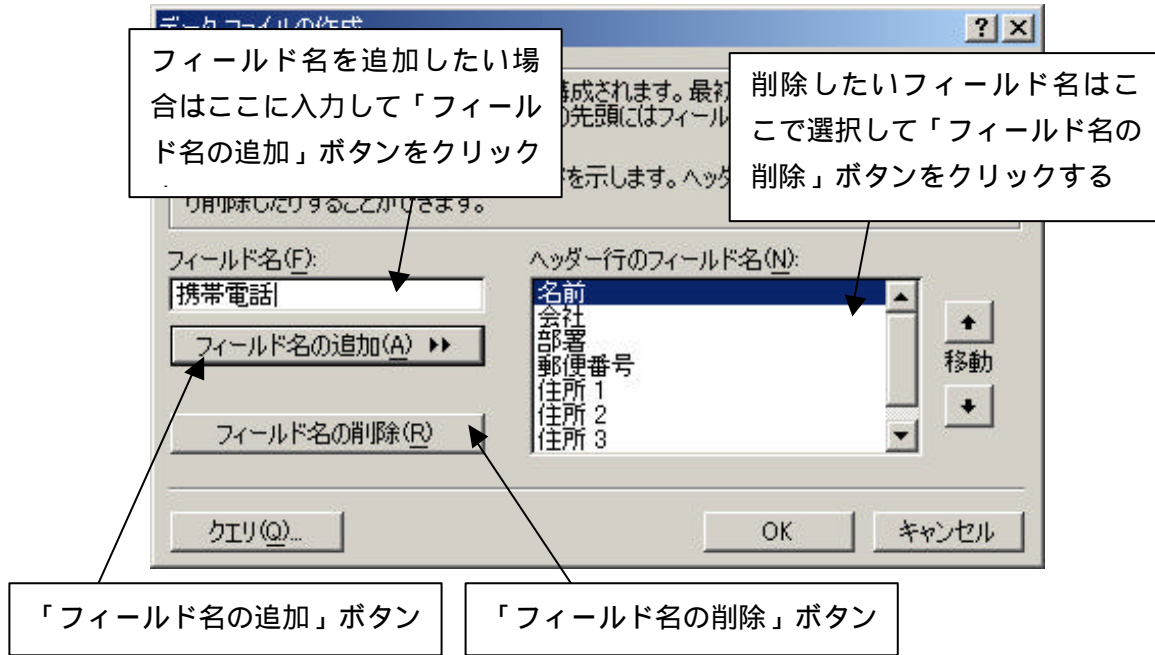 データ ファイルの作成
フィールド名を追加したい場
合はここに入力して「フィール
ド名の追加」ボタンをクリック
削除したいフィールド名はこ
こで選択して「フィールド名の
削除」ボタンをクリックする
構成されます。最初
の先頭にはフィール
を示します。ヘッダ
り削除したりすることができます。
フィールド名(F):
携帯電話
フィールド名の追加(A)
フィールド名の削除(R)
ヘッダー行のフィールド名(N):
名前
会社
部署
郵便番号
住所 1
住所 2
住所 3
移動
クエリ(Q)...
OK
キャンセル
「フィールド名の追加」ボタン
「フィールド名の削除」ボタン